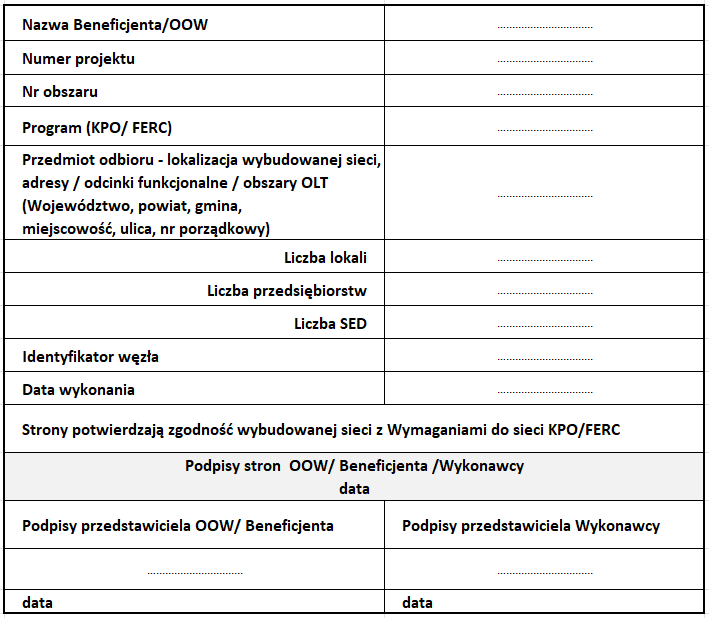 Nazwa Beneficjenta/OOW ................................
Numer projektu ................................
Nr obszaru ................................
Program (KPO/ FERC) ................................
Przedmiot odbioru - lokalizacja wybudowanej sieci,
adresy / odcinki funkcjonalne / obszary OLT
(Województwo, powiat, gmina,
miejscowość, ulica, nr porządkowy) ................................
Liczba lokali ................................
Liczba przedsiębiorstw ................................
Liczba SED ................................
Identyfikator węzła ................................
Data wykonania ................................
Strony potwierdzają zgodność wybudowanej sieci z Wymaganiami do sieci KPO/FERC
Podpisy stron  OOW/ Beneficjenta /Wykonawcy
data
Podpisy przedstawiciela OOW/ Beneficjenta Podpisy przedstawiciela Wykonawcy
................................ ................................
data data